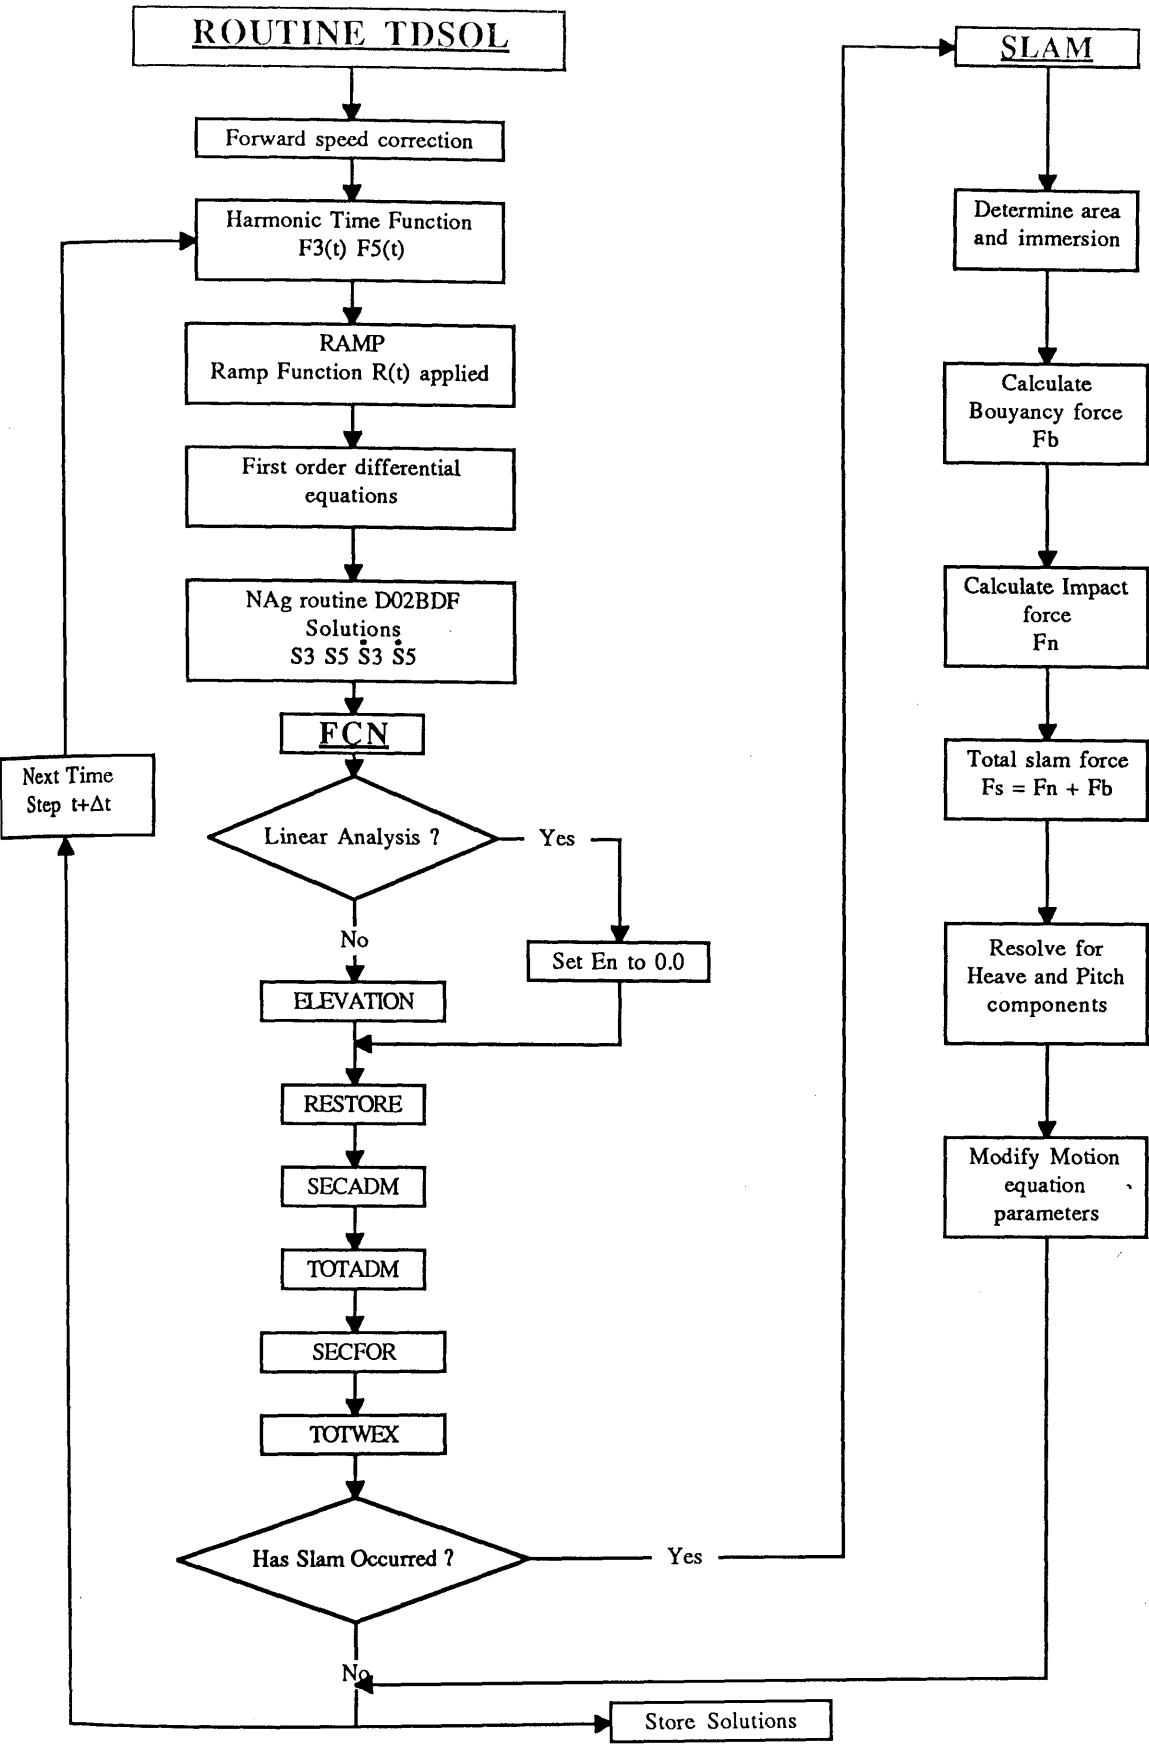 ROUTINE TDSOL
Forward speed correction
Harmonic Time Function
F3(t) F5(t)
RAMP
Ramp Function R(t) applied
First order differential
equations
NAg routine D02BDF
Solutions
S3 S5 Ṡ3 Ṡ5
FCN
Next Time
Step t+Δt
Linear Analysis ?
Yes
No
Set En to 0.0
ELEVATION
RESTORE
SECADM
TOTADM
SECFOR
TOTWEX
Has Slam Occurred ?
Yes
No
Store Solutions
SLAM
Determine area
and immersion
Calculate
Bouyancy force
Fb
Calculate Impact
force
Fn
Total slam force
Fs = Fn + Fb
Resolve for
Heave and Pitch
components
Modify Motion
equation
parameters